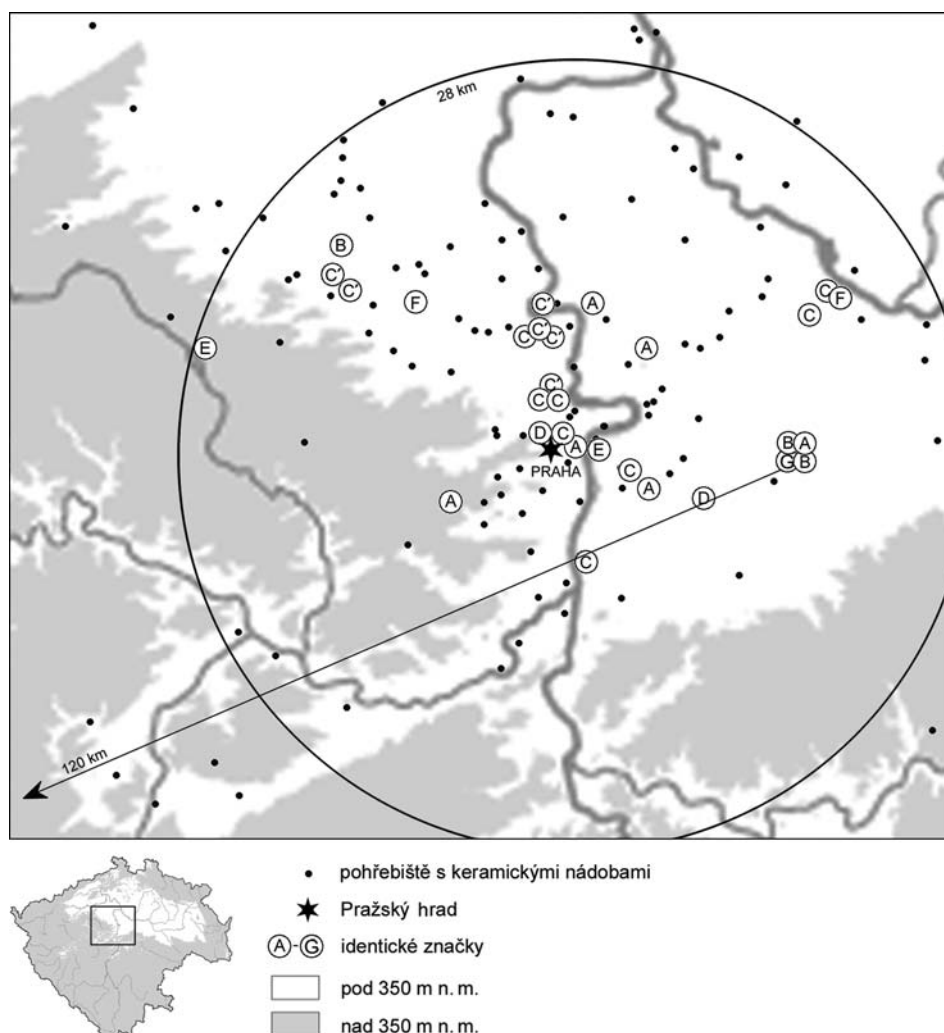 28 km
B
C' C'
F
C' A
C F
C
C' C C'
E
A
C'
C C
D C
A E
PRAHA
B A
G B
C
A
A
D
C
120 km
pohřebiště s keramickými nádobami
Pražský hrad
A - G identické značky
pod 350 m n. m.
nad 350 m n. m.